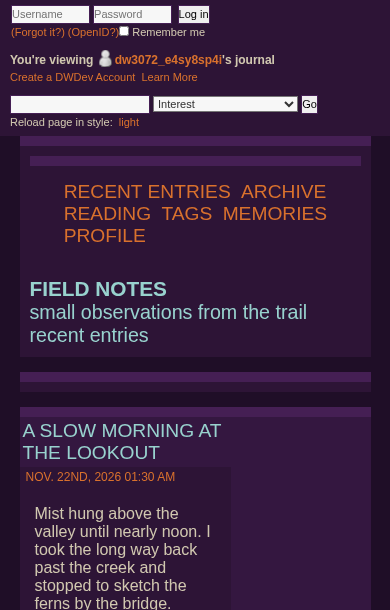 Username Password Log in
(Forgot it?) (OpenID?) Remember me
You're viewing dw3072_e4sy8sp4i's journal
Create a DWDev Account Learn More
Interest Go
Reload page in style: light
RECENT ENTRIES ARCHIVE
READING TAGS MEMORIES
PROFILE
FIELD NOTES
small observations from the trail
recent entries
A SLOW MORNING AT
THE LOOKOUT
NOV. 22ND, 2026 01:30 AM
Mist hung above the
valley until nearly noon. I
took the long way back
past the creek and
stopped to sketch the
ferns by the bridge.